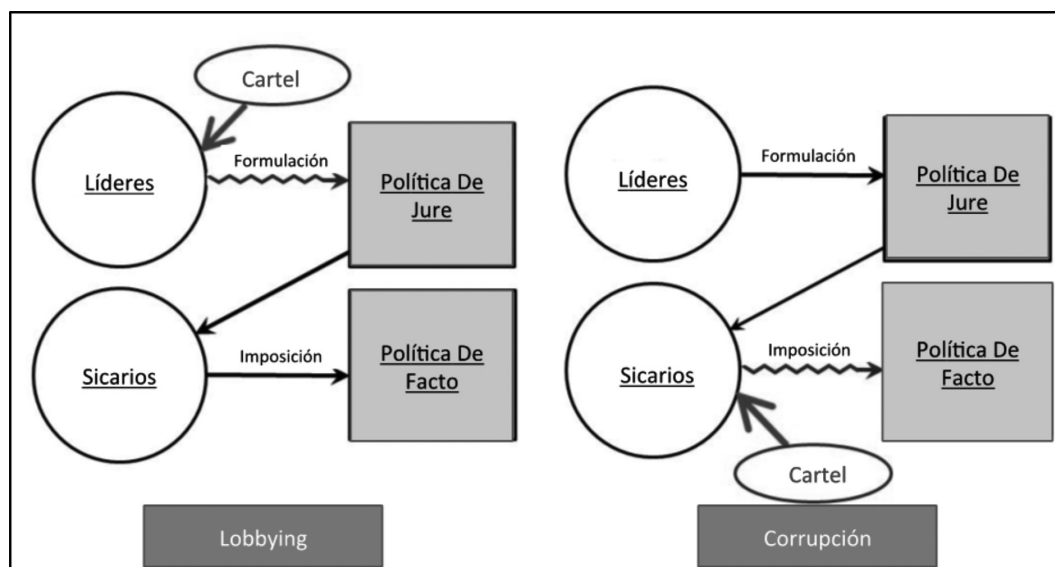 Cartel
Formulación
Líderes
Política De
Jure
Imposición
Sicarios
Política De
Facto
Lobbying
Formulación
Líderes
Política De
Jure
Imposición
Sicarios
Política De
Facto
Cartel
Corrupción